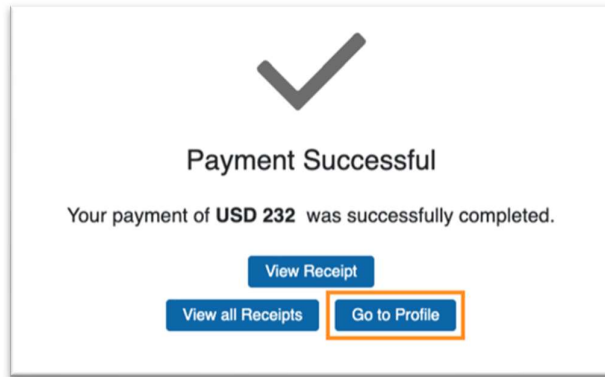 Payment Successful
Your payment of USD 232 was successfully completed.
View Receipt
View all Receipts
Go to Profile